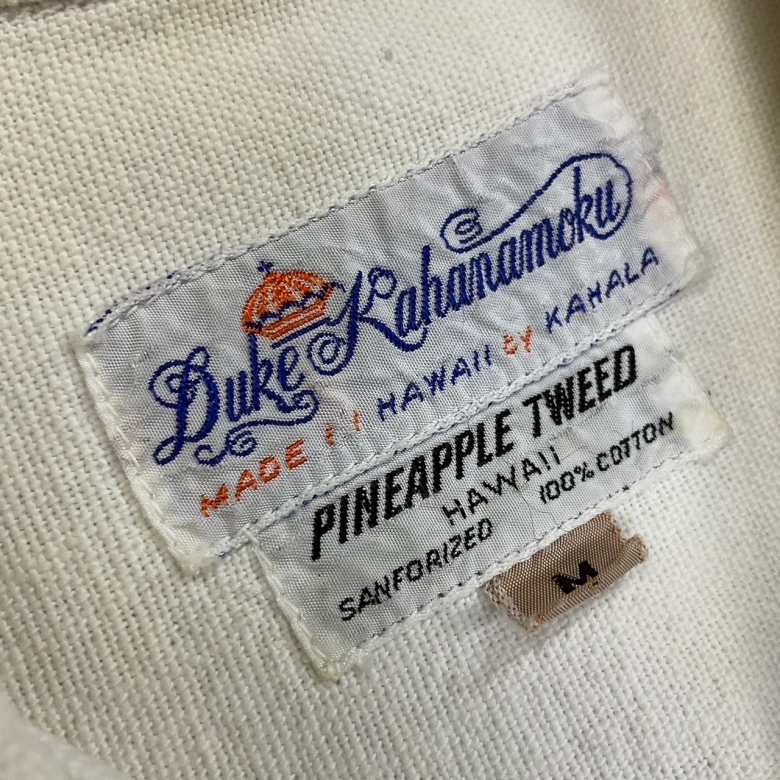 Duke Kahanamoku
MADE IN HAWAII BY KAHALA
PINEAPPLE TWEED
HAWAII
SANFORIZED 100% COTTON
M